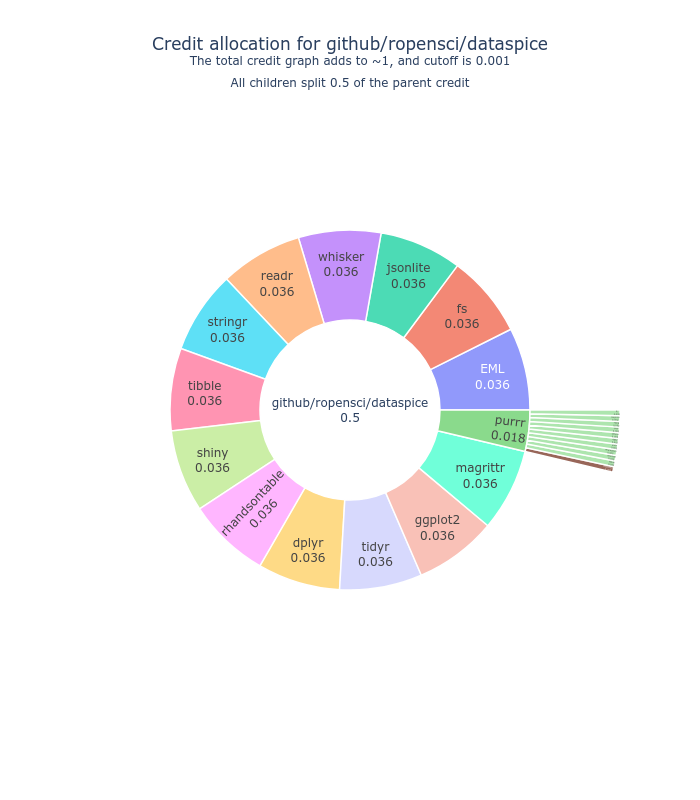 Credit allocation for github/ropensci/dataspice
The total credit graph adds to ~1, and cutoff is 0.001
All children split 0.5 of the parent credit
whisker
0.036
jsonlite
0.036
readr
0.036
fs
0.036
stringr
0.036
EML
0.036
tibble
0.036
github/ropensci/dataspice
0.5
purrr
0.018
shiny
0.036
magrittr
0.036
rhandsontable
0.036
ggplot2
0.036
dplyr
0.036
tidyr
0.036